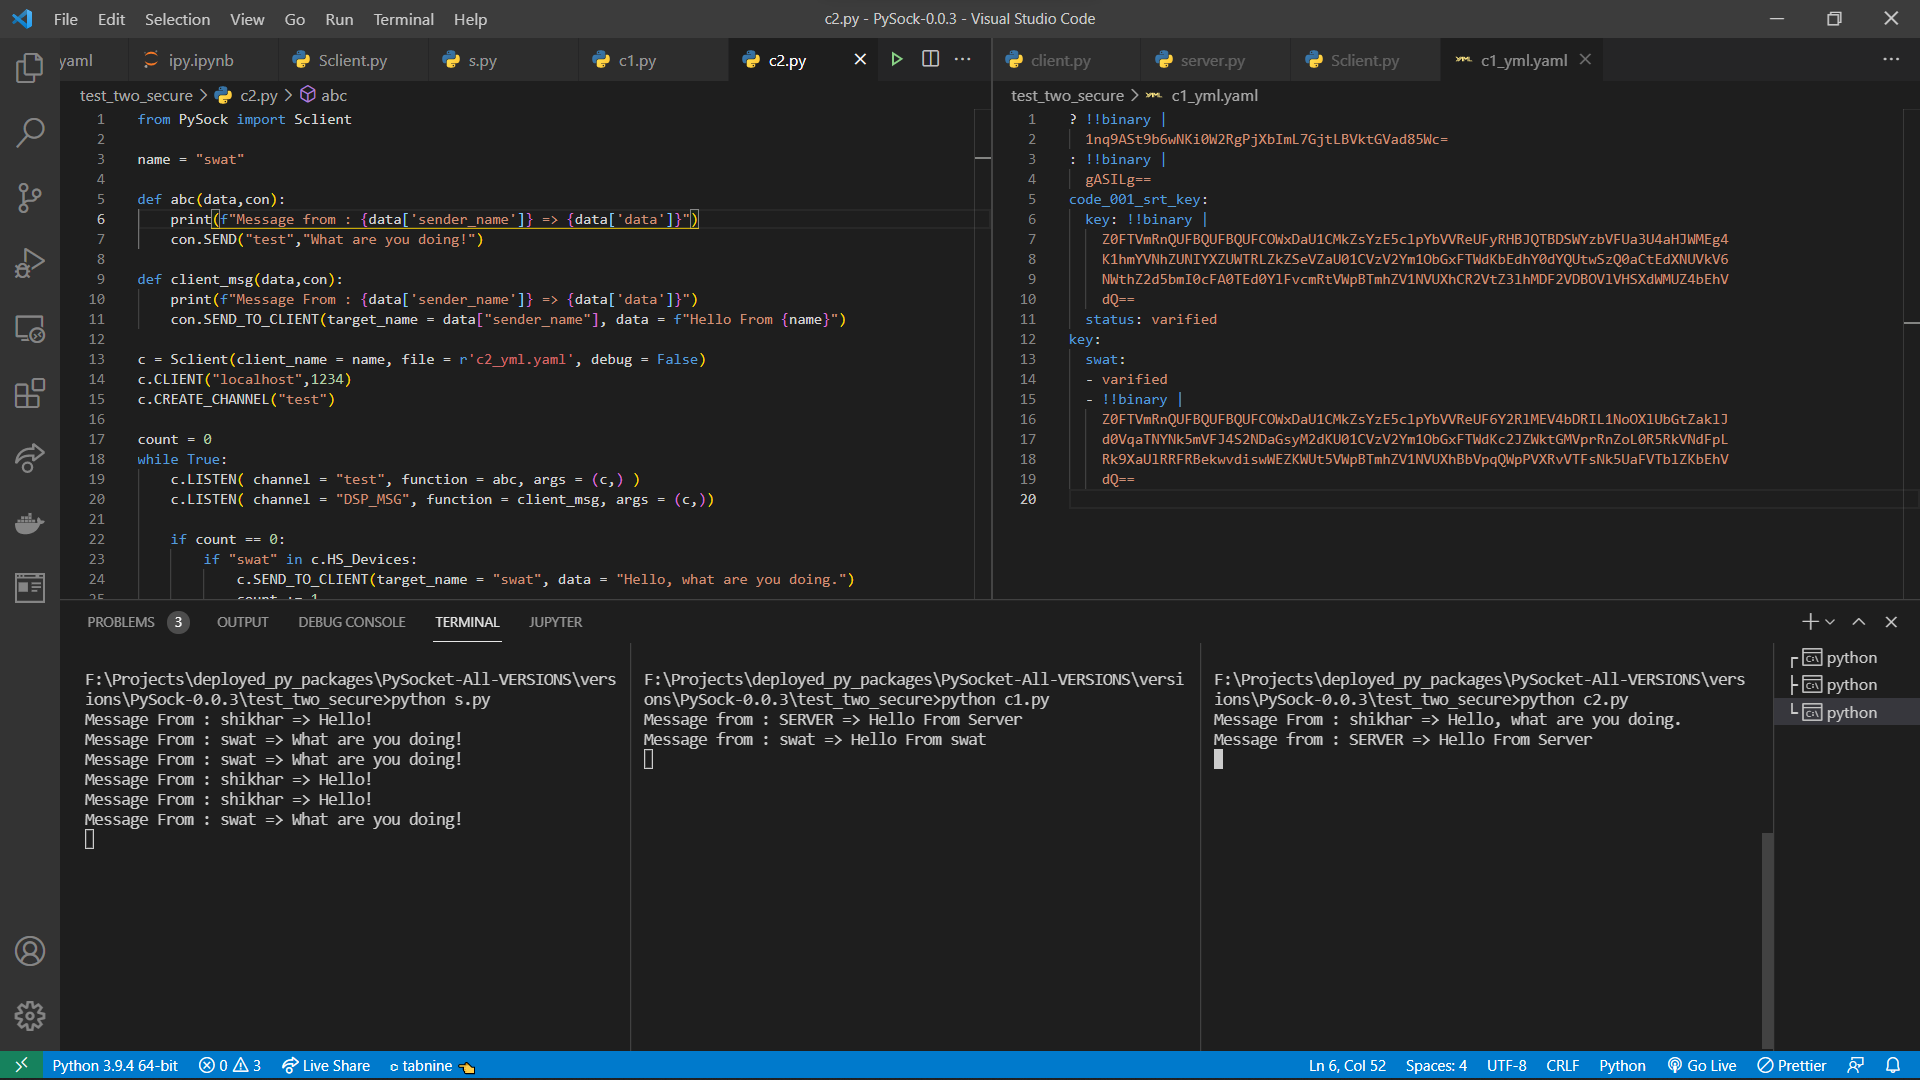 File Edit Selection View Go Run Terminal Help
c2.py - PySock-0.0.3 - Visual Studio Code
yaml ipy.ipynb Sclient.py s.py c1.py c2.py
client.py server.py Sclient.py c1_yml.yaml
test_two_secure > c2.py > abc
1 from PySock import Sclient
2
3 name = "swat"
4
5 def abc(data,con):
6 print(f"Message from : {data['sender_name']} => {data['data']}")
7 con.SEND("test","What are you doing!")
8
9 def client_msg(data,con):
10 print(f"Message From : {data['sender_name']} => {data['data']}")
11 con.SEND_TO_CLIENT(target_name = data["sender_name"], data = f"Hello From {name}")
12
13 c = Sclient(client_name = name, file = r'c2_yml.yaml', debug = False)
14 c.CLIENT("localhost",1234)
15 c.CREATE_CHANNEL("test")
16
17 count = 0
18 while True:
19 c.LISTEN( channel = "test", function = abc, args = (c,) )
20 c.LISTEN( channel = "DSP_MSG", function = client_msg, args = (c,))
21
22 if count == 0:
23 if "swat" in c.HS_Devices:
24 c.SEND_TO_CLIENT(target_name = "swat", data = "Hello, what are you doing.")
25 count += 1
test_two_secure > c1_yml.yaml
1 ? !!binary |
2 1nq9ASt9b6wNKi0W2RgPjXbImL7GjtLBVktGVad85Wc=
3 : !!binary |
4 gASILg==
5 code_001_srt_key:
6 key: !!binary |
7 Z0FTVmRnQUFBQUFBQUFCOWxDaU1CMkZsYzE5clpYbVVReUFyRHBJQTBDSWYzbVFUa3U4aHJWMEg4
8 K1hmYVNhZUNIYXZUWTRLZkZSeVZaU01CVzV2Ym1ObGxFTWdKbEdhY0dYQUtwSzQ0aCtEdXNUVkV6
9 NWthZ2d5bmI0cFA0TEd0YlFvcmRtVWpBTmhZV1NVUXhCR2VtZ3lhMDF2VDBOVlVHSXdWMUZ4bEhV
10 dQ==
11 status: varified
12 key:
13 swat:
14 - varified
15 - !!binary |
16 Z0FTVmRnQUFBQUFBQUFCOWxDaU1CMkZsYzE5clpYbVVReUF6Y2RlMEV4bDRIL1NoOXlUbGtZaklJ
17 d0VqaTNYNk5mVFJ4S2NDaGsyM2dKU01CVzV2Ym1ObGxFTWdKc2JZWktGMVprRnZoL0R5RkVNdFpL
18 Rk9XaUlRRFRBekwvdiswWEZKWUt5VWpBTmhZV1NVUXhBbVpqQWpPVXRvVTFsNk5UaFVTblZKbEhV
19 dQ==
20
PROBLEMS 3 OUTPUT DEBUG CONSOLE TERMINAL JUPYTER
F:\Projects\deployed_py_packages\PySocket-All-VERSIONS\vers
ions\PySock-0.0.3\test_two_secure>python s.py
Message From : shikhar => Hello!
Message From : swat => What are you doing!
Message From : swat => What are you doing!
Message From : shikhar => Hello!
Message From : shikhar => Hello!
Message From : swat => What are you doing!
F:\Projects\deployed_py_packages\PySocket-All-VERSIONS\versi
ons\PySock-0.0.3\test_two_secure>python c1.py
Message from : SERVER => Hello From Server
Message from : swat => Hello From swat
F:\Projects\deployed_py_packages\PySocket-All-VERSIONS\vers
ions\PySock-0.0.3\test_two_secure>python c2.py
Message From : shikhar => Hello, what are you doing.
Message from : SERVER => Hello From Server
python
python
python
Python 3.9.4 64-bit 0 3 Live Share tabnine
Ln 6, Col 52 Spaces: 4 UTF-8 CRLF Python Go Live Prettier